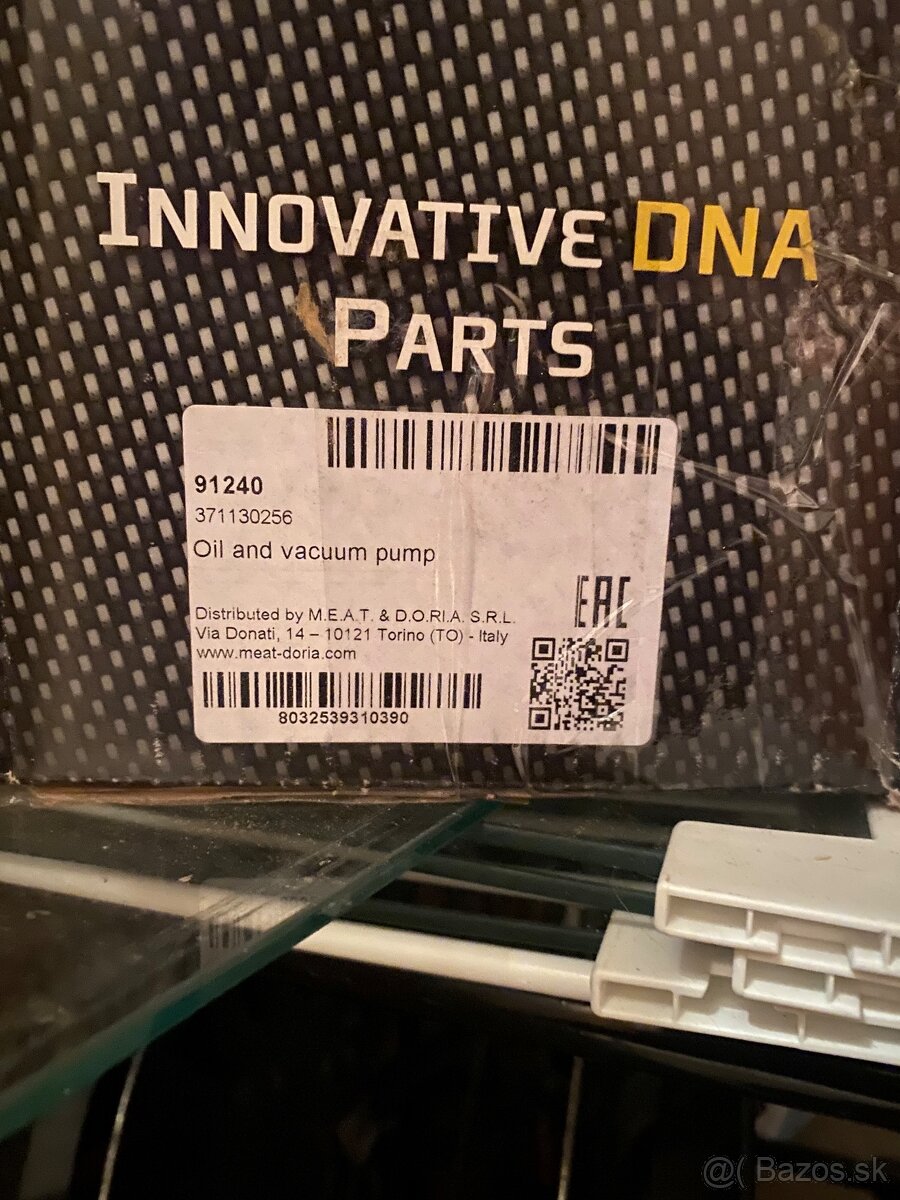 INNOVATIVE DNA
PARTS
91240
371130256
Oil and vacuum pump
EAC
Distributed by M.E.A.T. & D.O.RI.A. S.R.L.
Via Donati, 14 – 10121 Torino (TO) - Italy
www.meat-doria.com
8032539310390
@( Bazos.sk